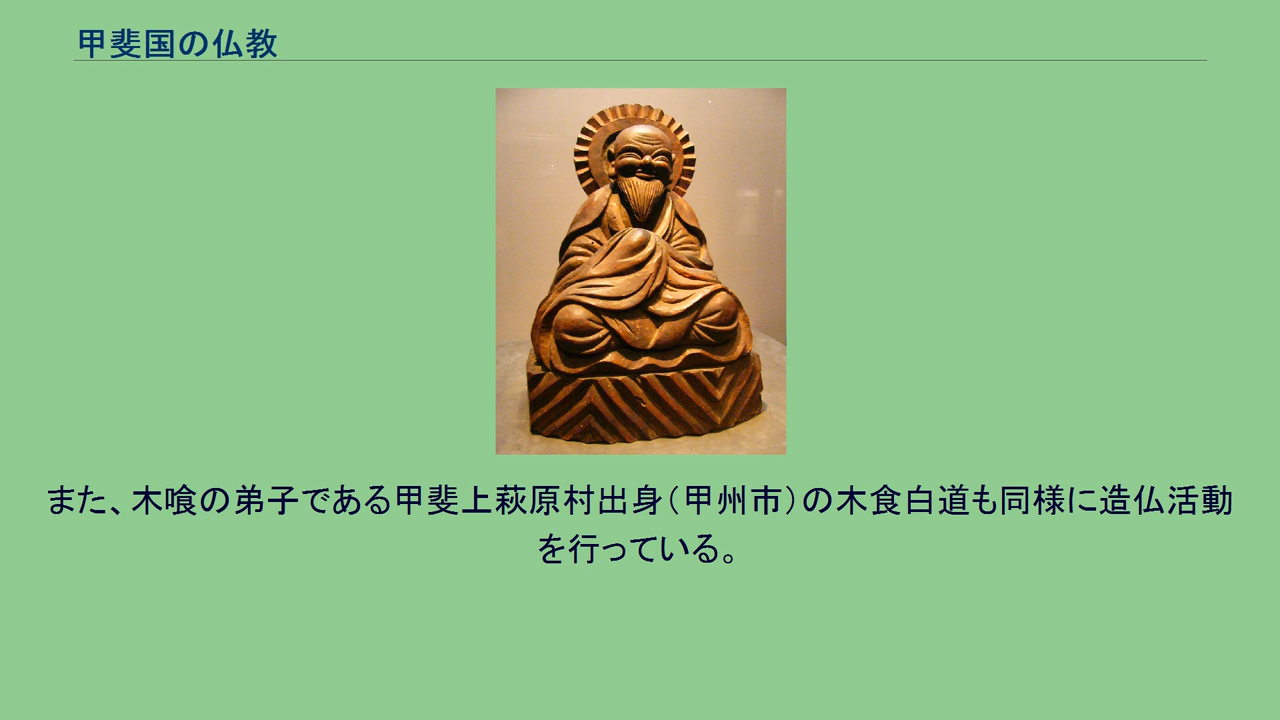 甲斐国の仏教
また、木喰の弟子である甲斐上萩原村出身（甲州市）の木食白道も同様に造仏活動
を行っている。